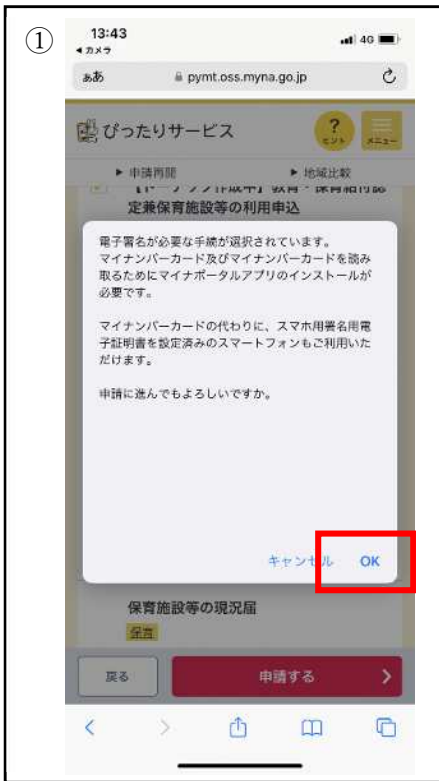 ①
13:43
カメラ
4G
ああ
pymt.oss.myna.go.jp
ぴったりサービス
?
ヒント
メニュー
申請再開
地域比較
定兼保育施設等の利用申込
電子署名が必要な手続が選択されています。
マイナンバーカード及びマイナンバーカードを読み
取るためにマイナポータルアプリのインストールが
必要です。
マイナンバーカードの代わりに、スマホ用署名用電
子証明書を設定済みのスマートフォンもご利用いた
だけます。
申請に進んでもよろしいですか。
キャンセル
OK
保育施設等の現況届
保育
戻る
申請する